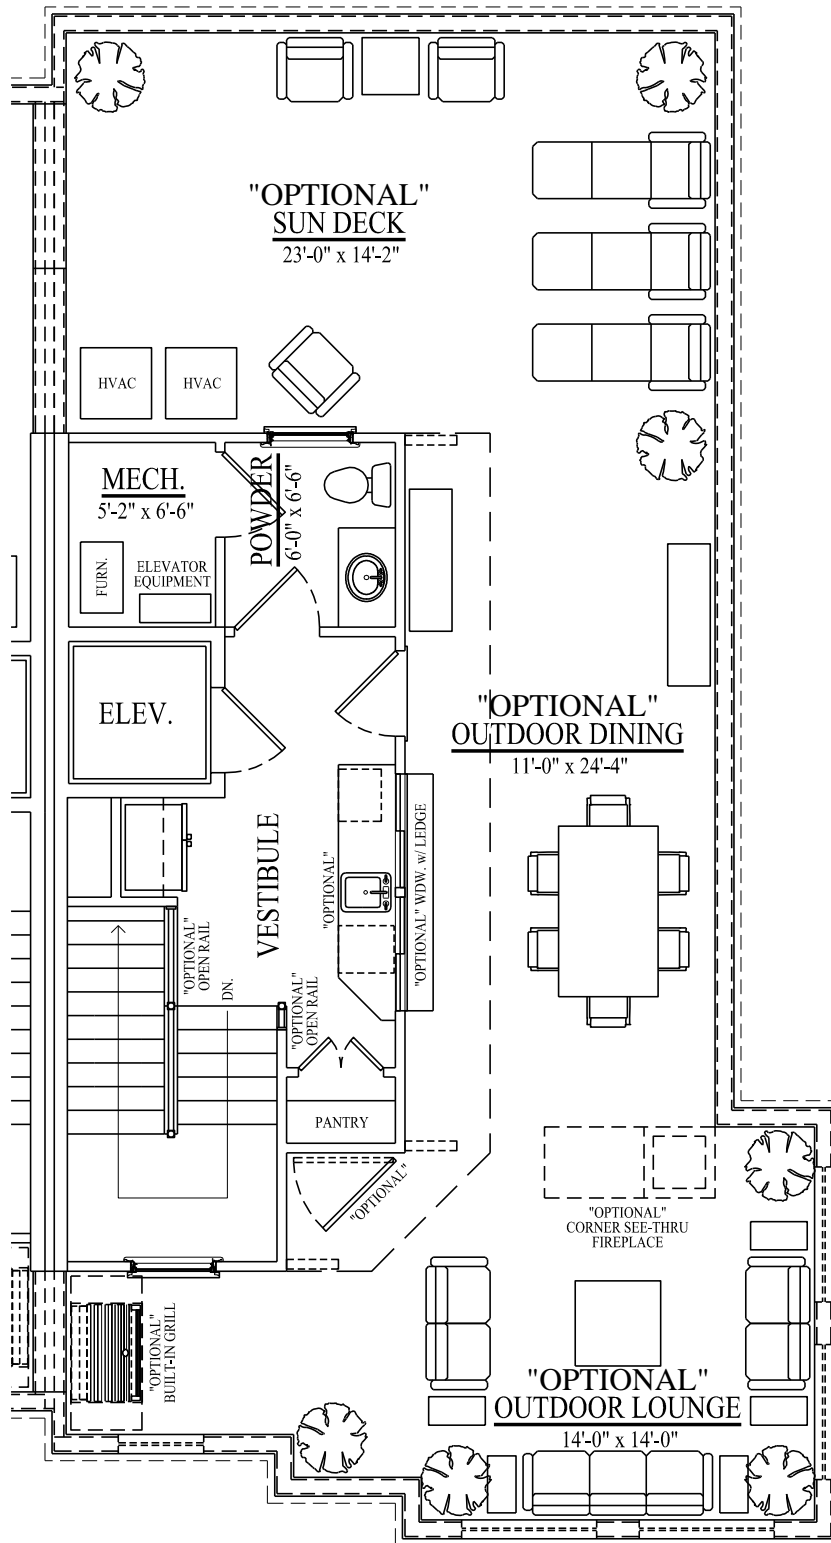 "OPTIONAL"
SUN DECK
23'-0" x 14'-2"
HVAC
HVAC
MECH.
5'-2" x 6'-6"
POWDER
6'-0" x 6'-6"
FURN.
ELEVATOR
EQUIPMENT
ELEV.
"OPTIONAL"
OUTDOOR DINING
11'-0" x 24'-4"
VESTIBULE
"OPTIONAL"
"OPTIONAL" WDW. w/ LEDGE
"OPTIONAL"
OPEN RAIL
DN.
"OPTIONAL"
OPEN RAIL
PANTRY
"OPTIONAL"
"OPTIONAL"
CORNER SEE-THRU
FIREPLACE
"OPTIONAL"
BUILT-IN GRILL
"OPTIONAL"
OUTDOOR LOUNGE
14'-0" x 14'-0"